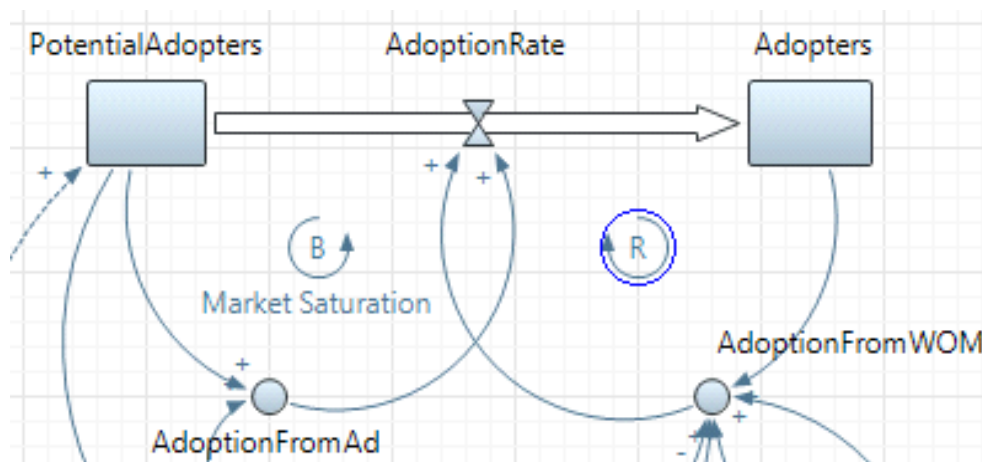 PotentialAdopters
AdoptionRate
Adopters
+
+
+
B
R
Market Saturation
AdoptionFromWOM
+
+
+
-
AdoptionFromAd